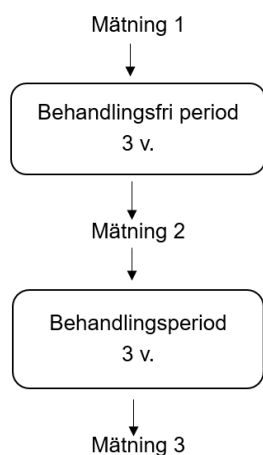 Mätning 1
Behandlingsfri period
3 v.
Mätning 2
Behandlingsperiod
3 v.
Mätning 3